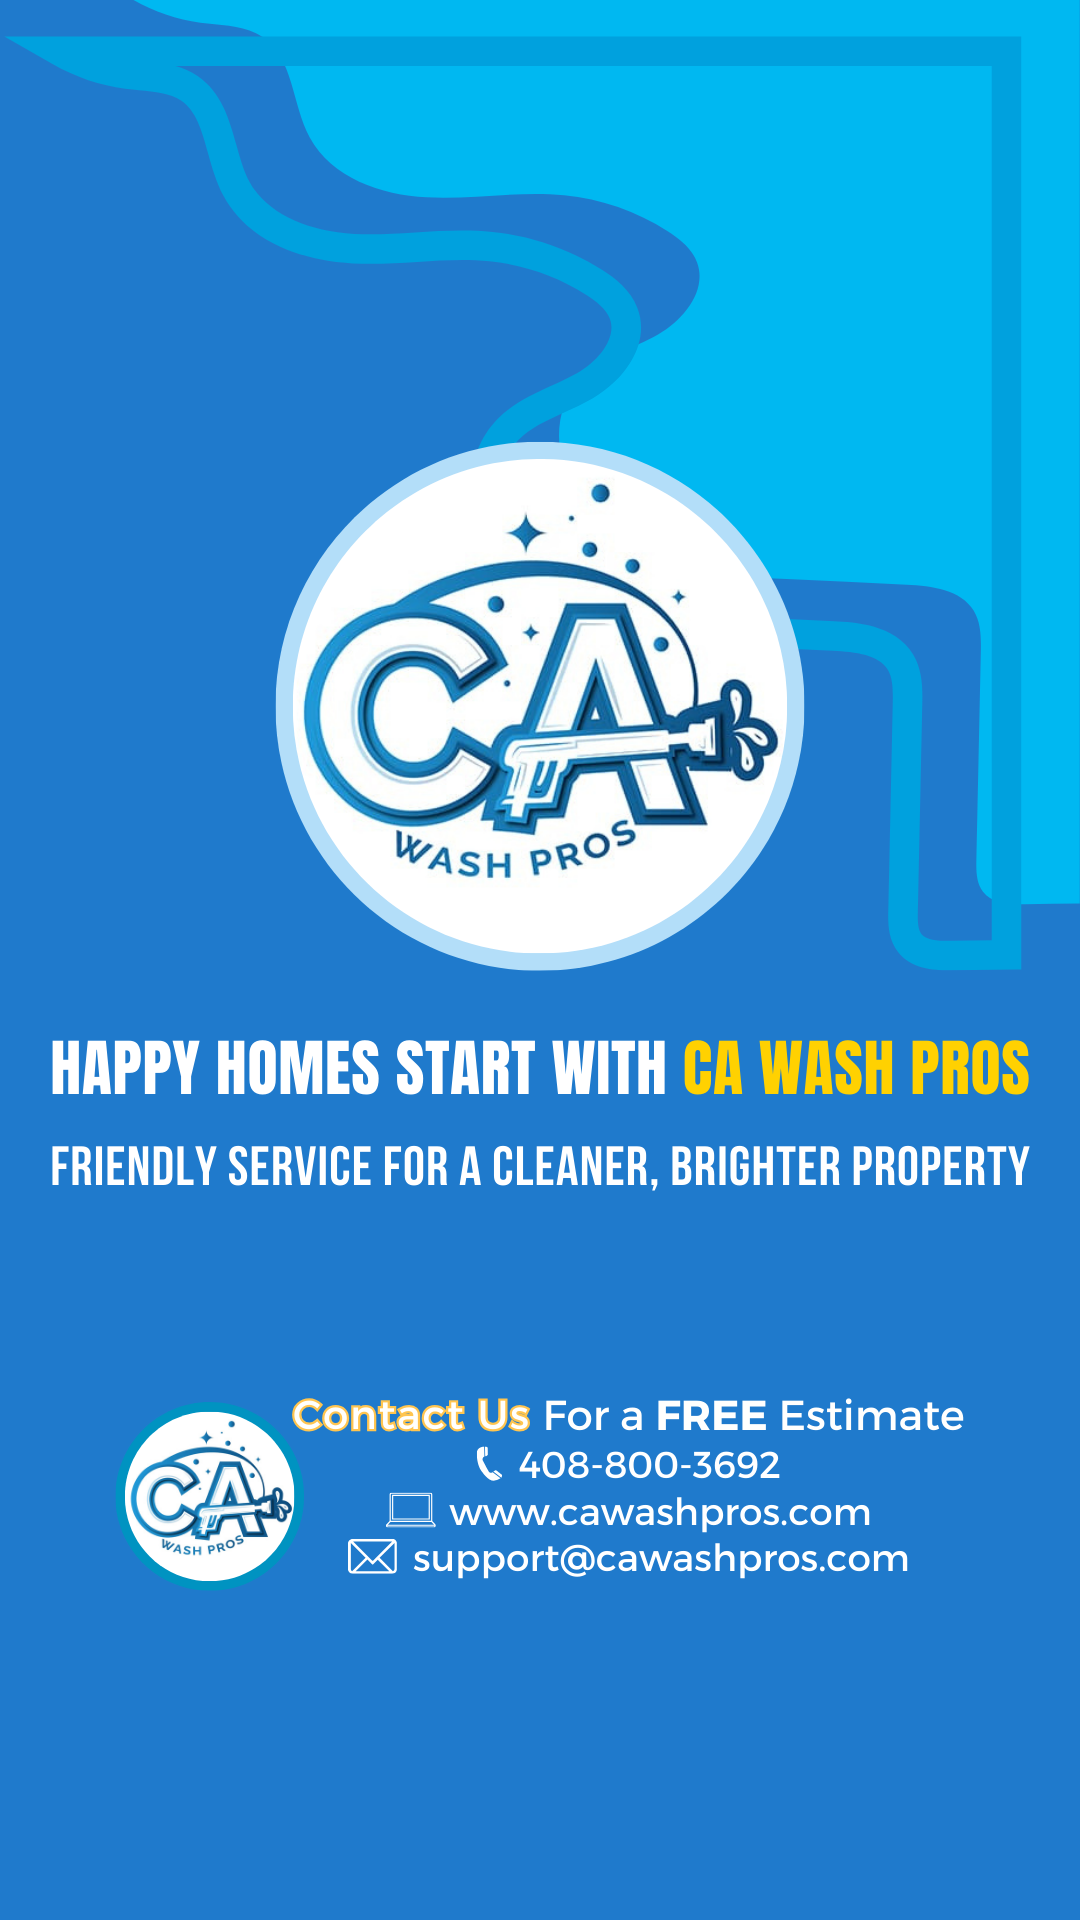 CA
WASH PROS
HAPPY HOMES START WITH CA WASH PROS
FRIENDLY SERVICE FOR A CLEANER, BRIGHTER PROPERTY
CA
WASH PROS
Contact Us For a FREE Estimate
408-800-3692
www.cawashpros.com
support@cawashpros.com